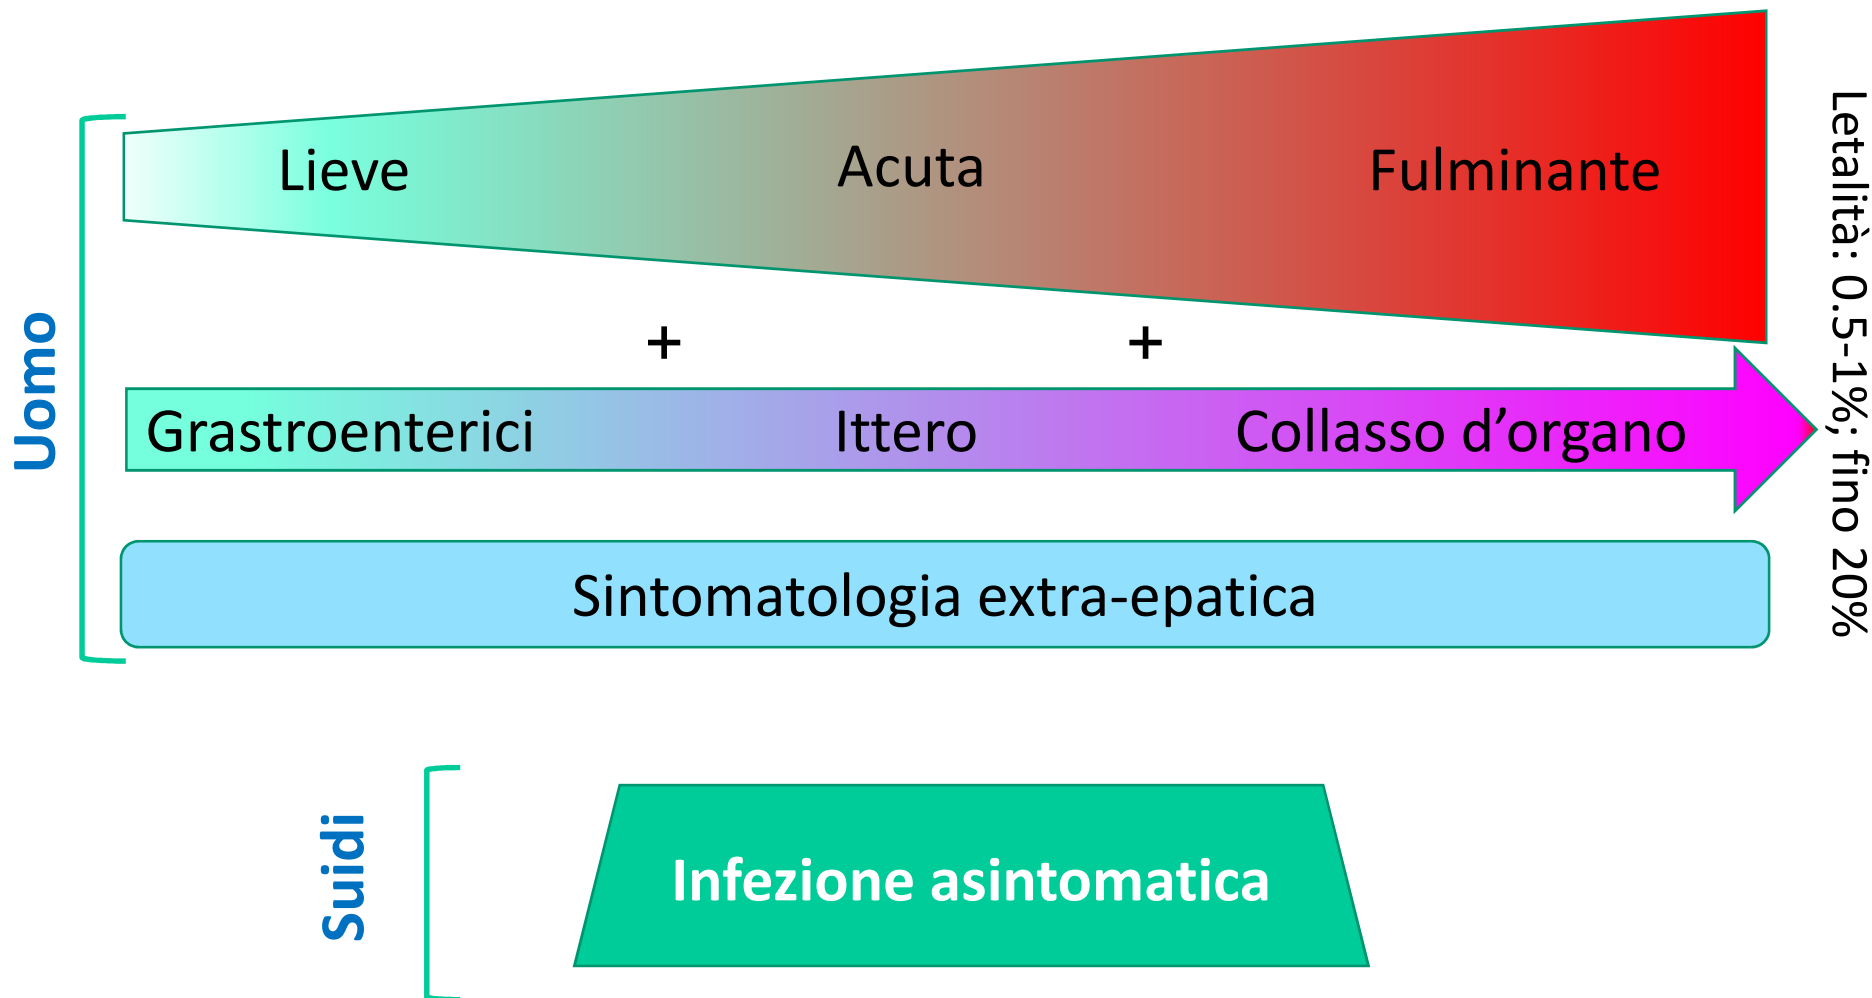 Uomo
Lieve
Acuta
Fulminante
+
+
Grastroenterici
Ittero
Collasso d’organo
Sintomatologia extra-epatica
Letalità: 0.5-1%; fino 20%
Suidi
Infezione asintomatica